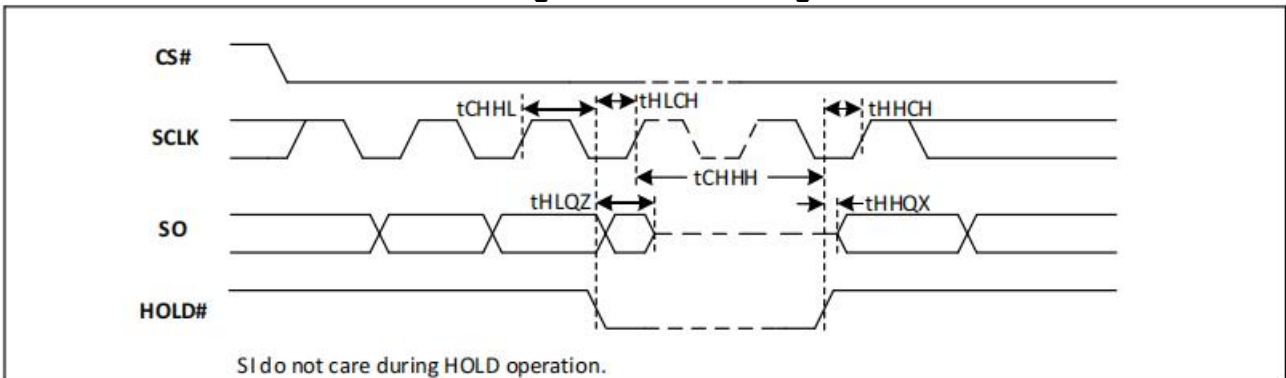 CS#
tCHHL tHLCH tHHCH
SCLK
tCHHH
tHLQZ tHHQX
SO
HOLD#
SI do not care during HOLD operation.